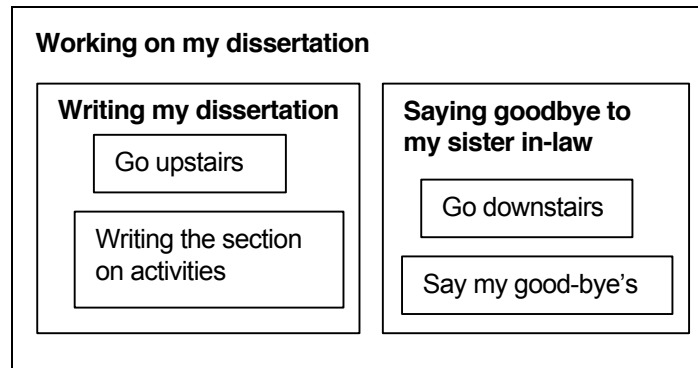 Working on my dissertation
Writing my dissertation
Go upstairs
Writing the section
on activities
Saying goodbye to
my sister in-law
Go downstairs
Say my good-bye's